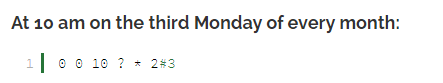 At 10 am on the third Monday of every month:
1 0 0 10 ? * 2#3